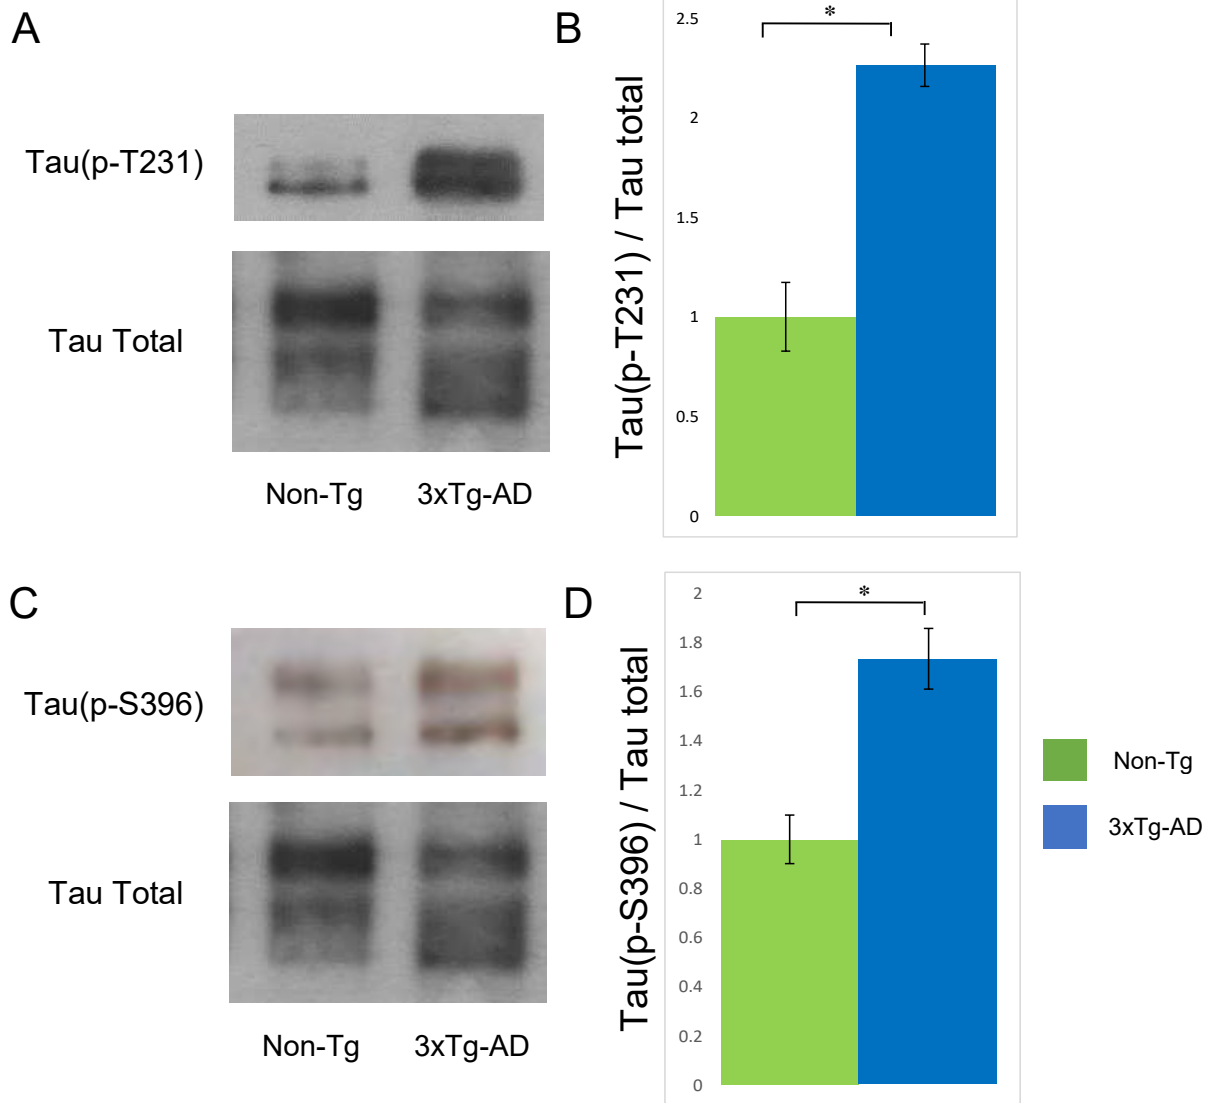 A
Tau(p-T231)
Tau Total
Non-Tg 3xTg-AD
B
Tau(p-T231) / Tau total
2.5
2
1.5
1
0.5
0
*
C
Tau(p-S396)
Tau Total
Non-Tg 3xTg-AD
D
Tau(p-S396) / Tau total
2
1.8
1.6
1.4
1.2
1
0.8
0.6
0.4
0.2
0
*
Non-Tg
3xTg-AD